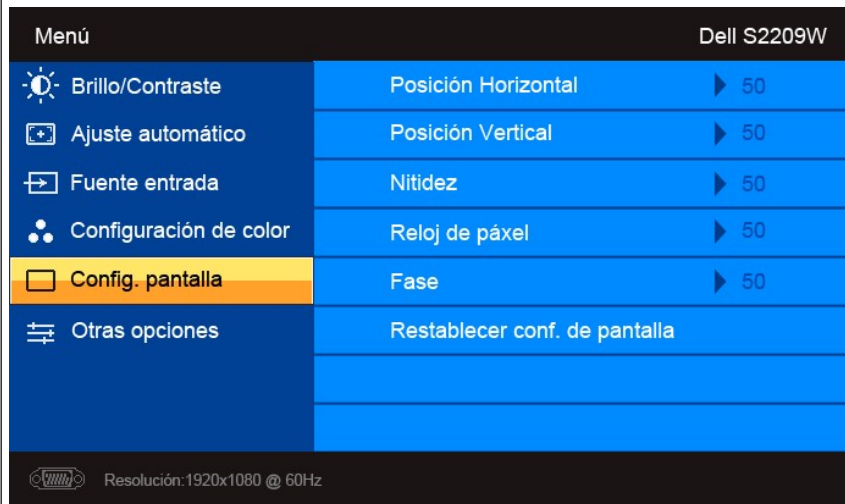 Menú Dell S2209W
Brillo/Contraste Posición Horizontal 50
Ajuste automático Posición Vertical 50
Fuente entrada Nitidez 50
Configuración de color Reloj de páxel 50
Config. pantalla Fase 50
Otras opciones Restablecer conf. de pantalla
Resolución:1920x1080 @ 60Hz